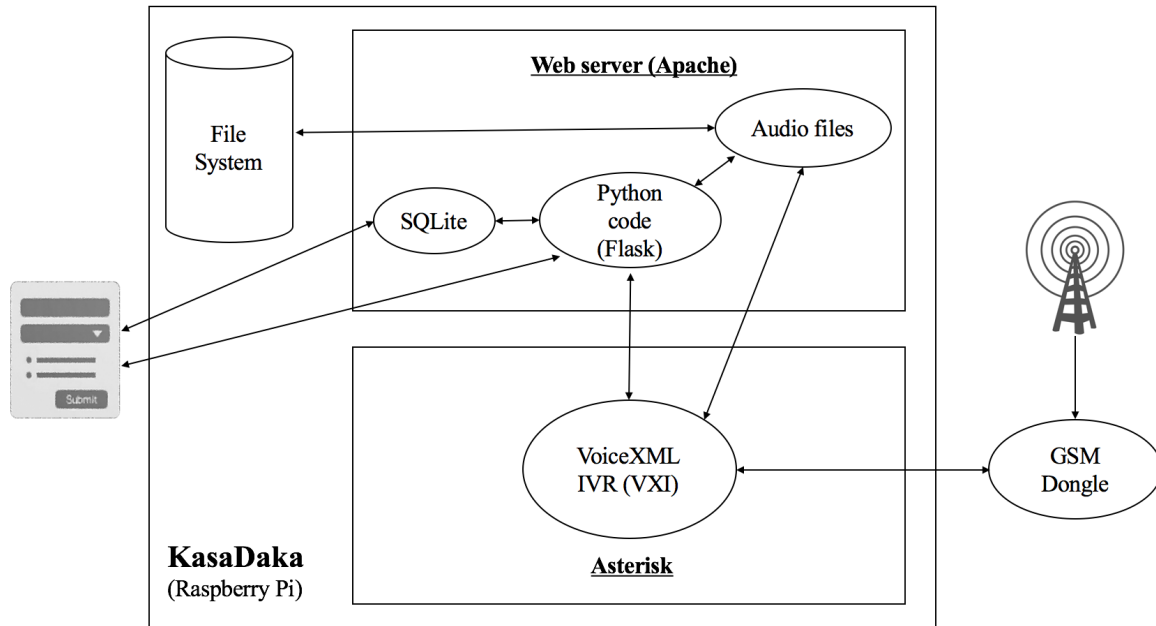 Web server (Apache)
File
System
Audio files
Python
code
(Flask)
SQLite
Submit
VoiceXML
IVR (VXI)
GSM
Dongle
KasaDaka
(Raspberry Pi)
Asterisk